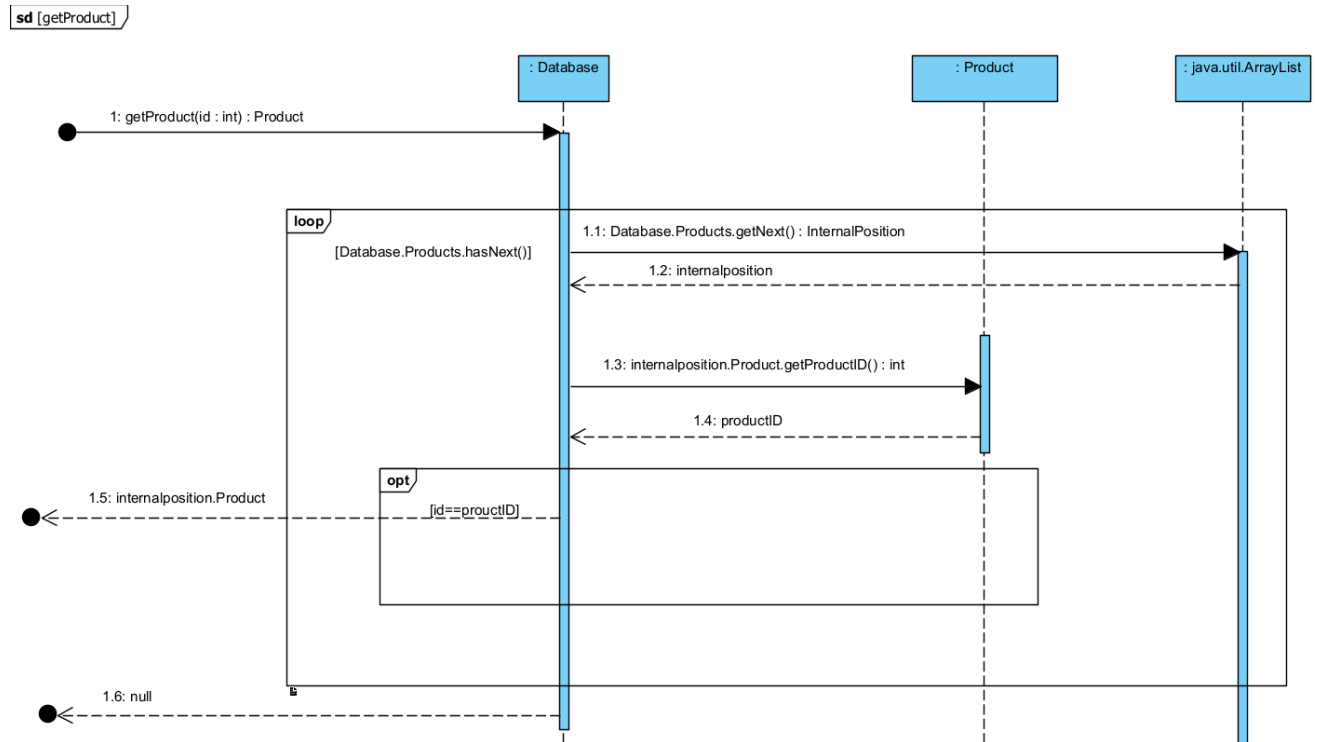 sd [getProduct]
: Database
: Product
: java.util.ArrayList
1: getProduct(id : int) : Product
loop
1.1: Database.Products.getNext() : InternalPosition
[Database.Products.hasNext()]
1.2: internalposition
1.3: internalposition.Product.getProductID() : int
1.4: productID
opt
1.5: internalposition.Product
[id==prouctID]
1.6: null